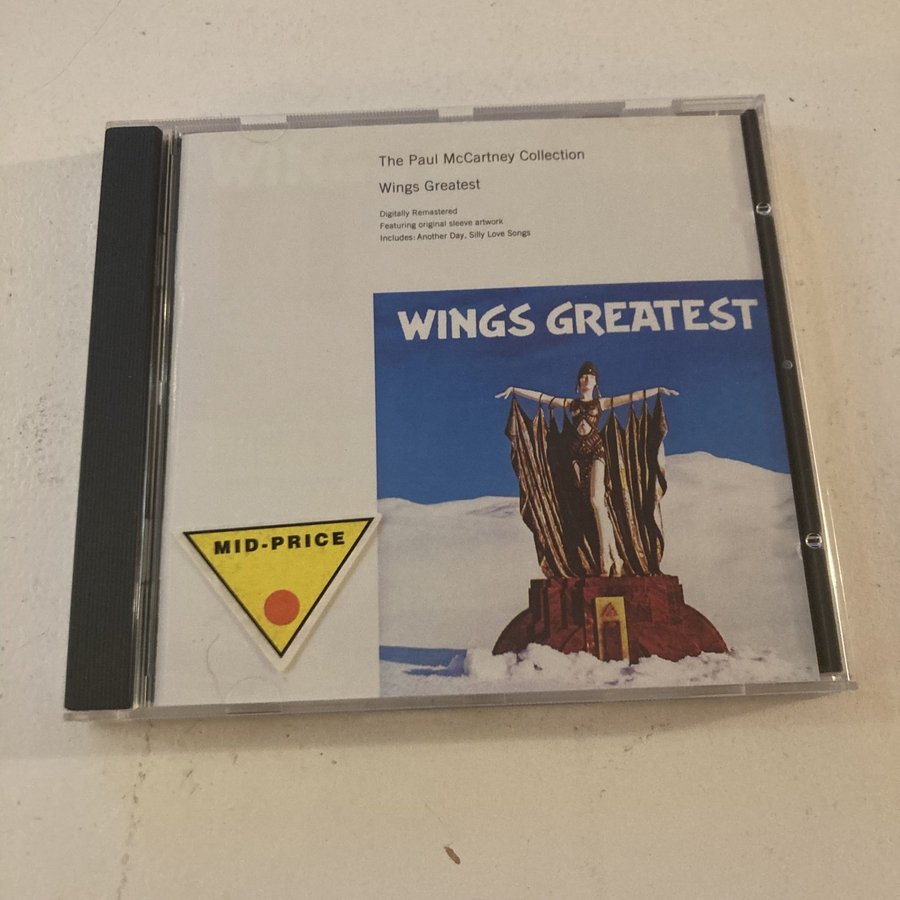 The Paul McCartney Collection
Wings Greatest
Digitally Remastered
Featuring original sleeve artwork
Includes: Another Day, Silly Love Songs
WINGS GREATEST
MID-PRICE